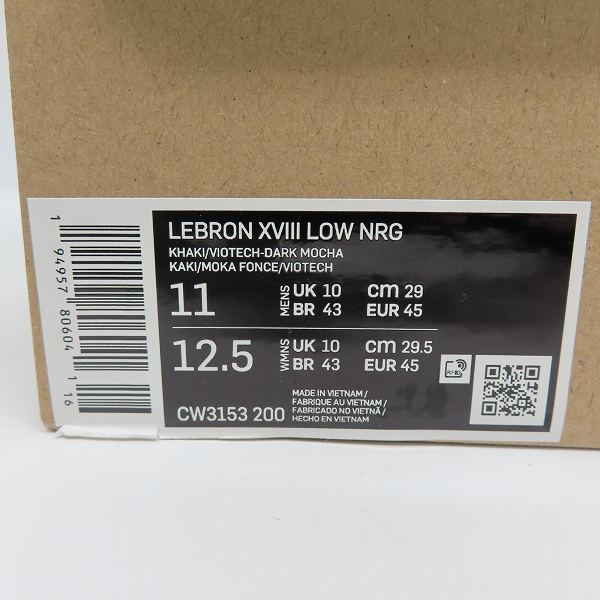 LEBRON XVIII LOW NRG
KHAKI/VIOTECH-DARK MOCHA
KAKI/MOKA FONCE/VIOTECH
11 MENS UK 10 cm 29
BR 43 EUR 45
12.5 WMNS UK 10 cm 29.5
BR 43 EUR 45
RFID
CW3153 200
MADE IN VIETNAM /
FABRIQUE AU VIETNAM /
FABRICADO NO VIETNÃ /
HECHO EN VIETNAM
1 94957 80604 1 16